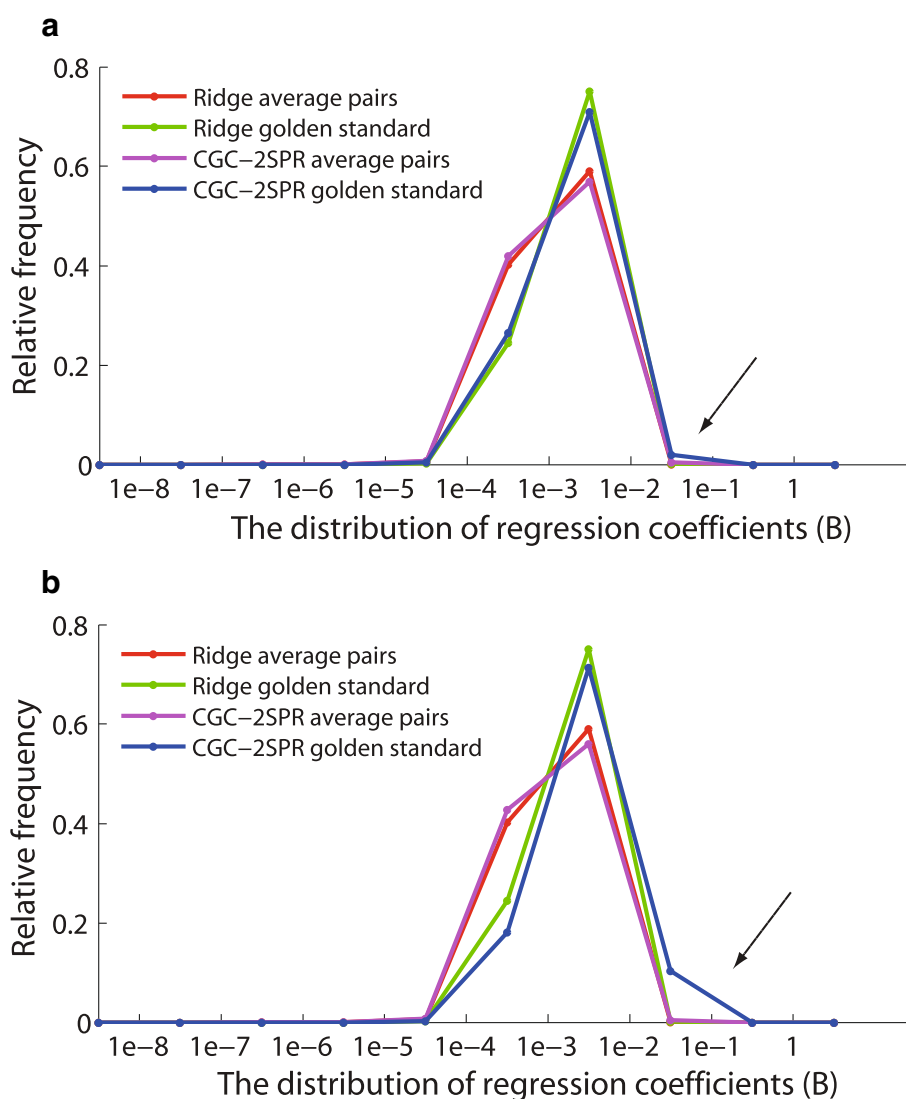 a
0.8
Ridge average pairs
Ridge golden standard
CGC−2SPR average pairs
CGC−2SPR golden standard
0.6
0.4
0.2
0
Relative frequency
1e−8 1e−7 1e−6 1e−5 1e−4 1e−3 1e−2 1e−1 1
The distribution of regression coefficients (B)
b
0.8
Ridge average pairs
Ridge golden standard
CGC−2SPR average pairs
CGC−2SPR golden standard
0.6
0.4
0.2
0
Relative frequency
1e−8 1e−7 1e−6 1e−5 1e−4 1e−3 1e−2 1e−1 1
The distribution of regression coefficients (B)